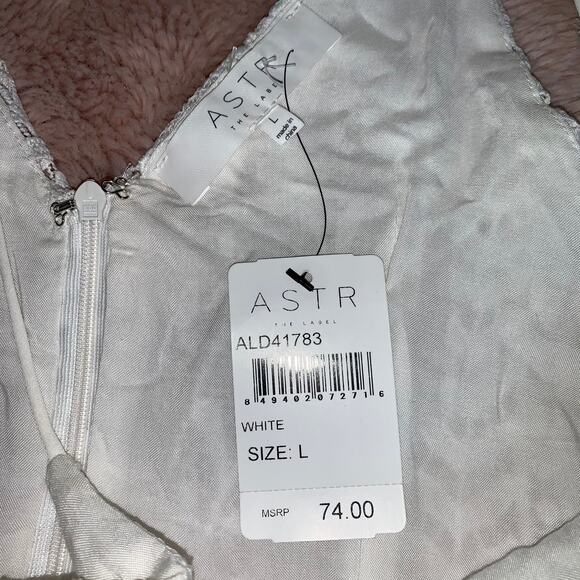 ASTR
THE LABEL
L
made in
china
ASTR
THE LABEL
ALD41783
8 49402 07271 6
WHITE
SIZE: L
MSRP 74.00